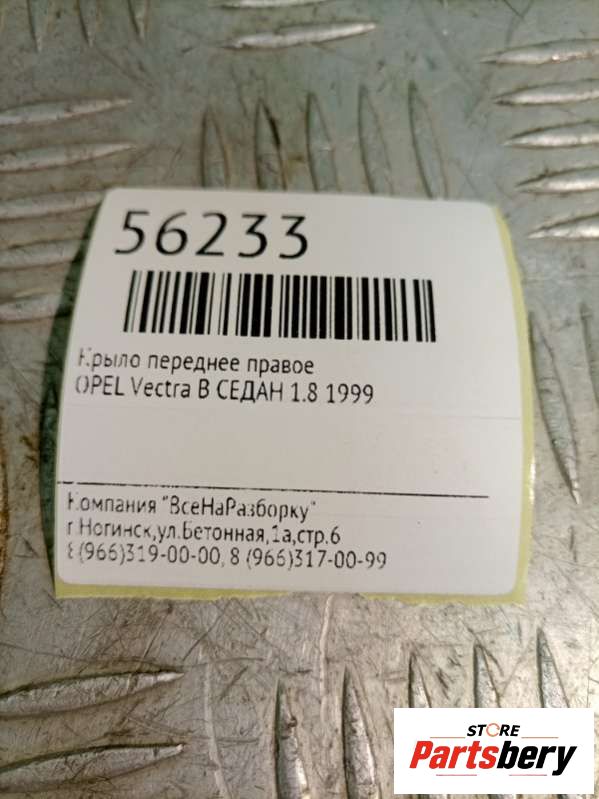 56233
Крыло переднее правое
OPEL Vectra B СЕДАН 1.8 1999
Компания "ВсеНаРазборку"
г.Ногинск,ул.Бетонная,1а,стр.6
8 (966)319-00-00, 8 (966)317-00-99
STORE
Partsbery